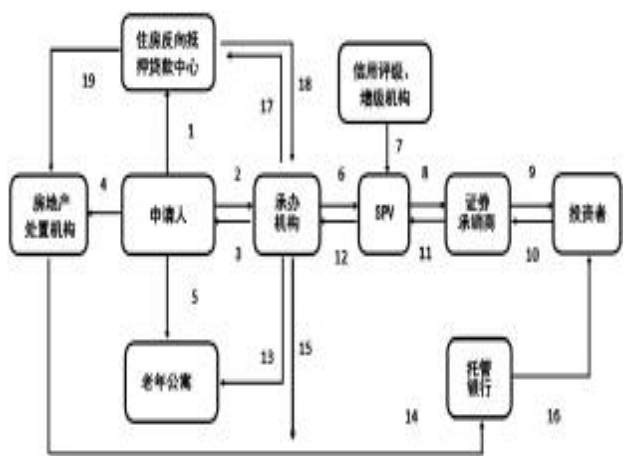 住房反向抵
押贷款中心
信用评级、
增级机构
19
18
17
1
7
房地产
处置机构
4
申请人
2
3
承办
机构
6
12
SPV
8
11
证券
承销商
9
10
投资者
5
13
15
老年公寓
托管
银行
14
16